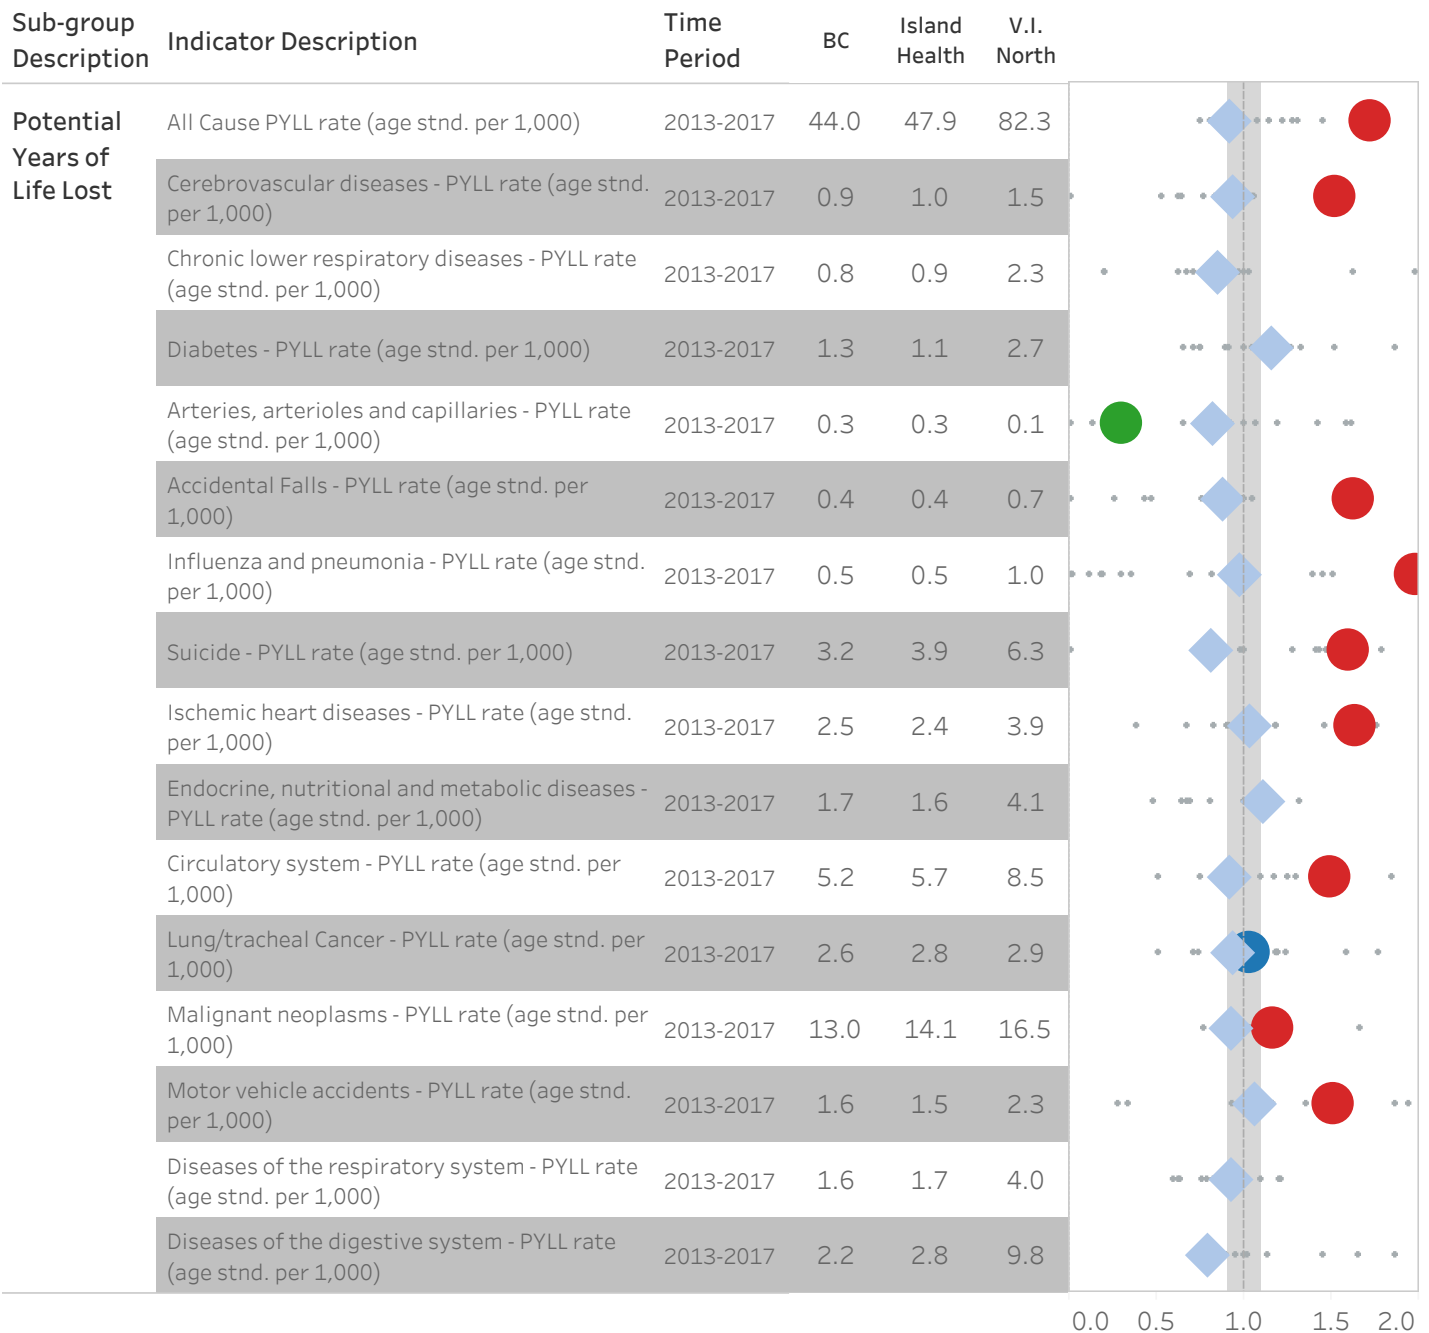 Sub-group
Description
Indicator Description
Time
Period
BC
Island
Health
V.I.
North
Potential
Years of
Life Lost
All Cause PYLL rate (age stnd. per 1,000) 2013-2017 44.0 47.9 82.3
Cerebrovascular diseases - PYLL rate (age stnd.
per 1,000) 2013-2017 0.9 1.0 1.5
Chronic lower respiratory diseases - PYLL rate
(age stnd. per 1,000) 2013-2017 0.8 0.9 2.3
Diabetes - PYLL rate (age stnd. per 1,000) 2013-2017 1.3 1.1 2.7
Arteries, arterioles and capillaries - PYLL rate
(age stnd. per 1,000) 2013-2017 0.3 0.3 0.1
Accidental Falls - PYLL rate (age stnd. per
1,000) 2013-2017 0.4 0.4 0.7
Influenza and pneumonia - PYLL rate (age stnd.
per 1,000) 2013-2017 0.5 0.5 1.0
Suicide - PYLL rate (age stnd. per 1,000) 2013-2017 3.2 3.9 6.3
Ischemic heart diseases - PYLL rate (age stnd.
per 1,000) 2013-2017 2.5 2.4 3.9
Endocrine, nutritional and metabolic diseases -
PYLL rate (age stnd. per 1,000) 2013-2017 1.7 1.6 4.1
Circulatory system - PYLL rate (age stnd. per
1,000) 2013-2017 5.2 5.7 8.5
Lung/tracheal Cancer - PYLL rate (age stnd. per
1,000) 2013-2017 2.6 2.8 2.9
Malignant neoplasms - PYLL rate (age stnd. per
1,000) 2013-2017 13.0 14.1 16.5
Motor vehicle accidents - PYLL rate (age stnd.
per 1,000) 2013-2017 1.6 1.5 2.3
Diseases of the respiratory system - PYLL rate
(age stnd. per 1,000) 2013-2017 1.6 1.7 4.0
Diseases of the digestive system - PYLL rate
(age stnd. per 1,000) 2013-2017 2.2 2.8 9.8
0.0 0.5 1.0 1.5 2.0